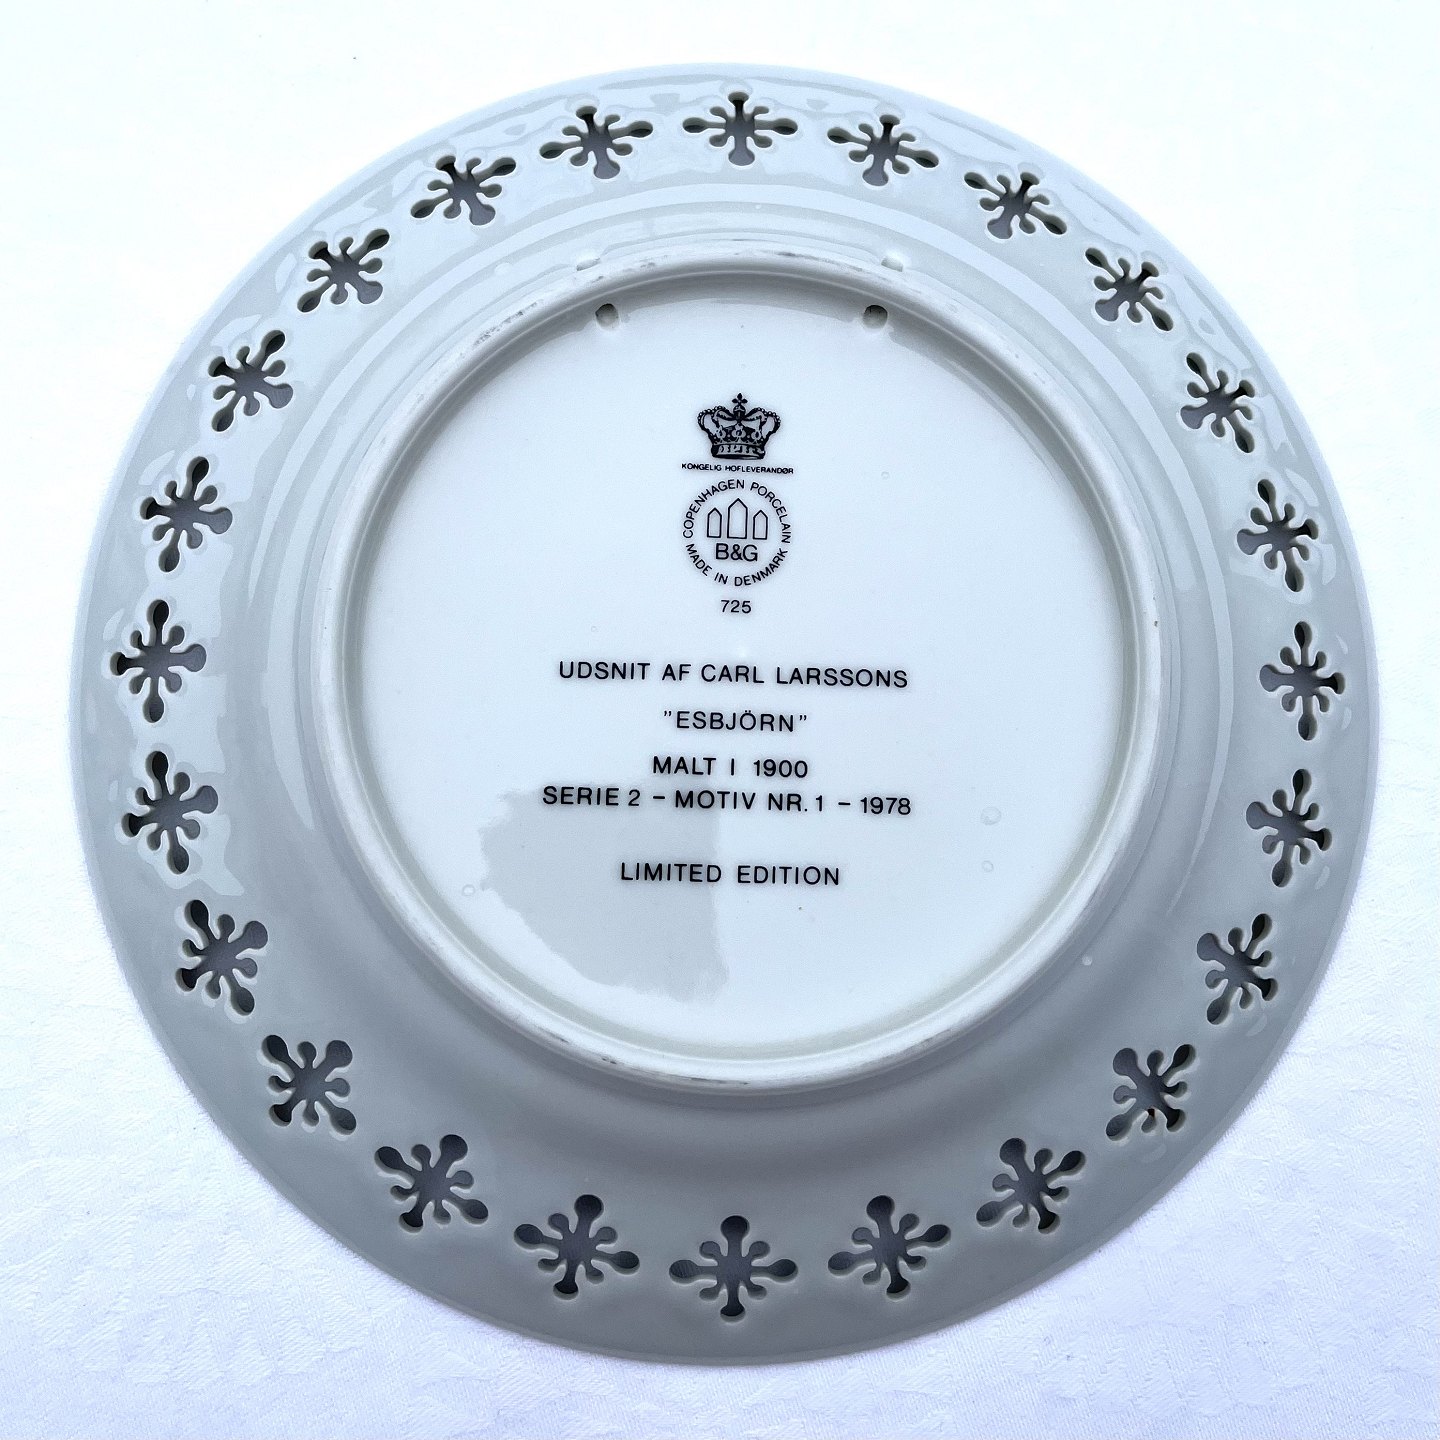 KONGELIG HOFLEVERANDØR
COPENHAGEN PORCELAIN
B&G
MADE IN DENMARK
725
UDSNIT AF CARL LARSSONS
"ESBJÖRN"
MALT I 1900
SERIE 2 - MOTIV NR. 1 - 1978
LIMITED EDITION